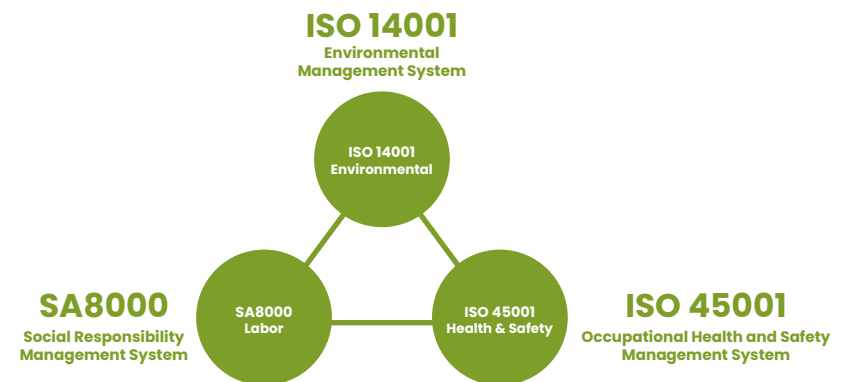 ISO 14001
Environmental
Management System
ISO 14001
Environmental
SA8000
Social Responsibility
Management System
SA8000
Labor
ISO 45001
Health & Safety
ISO 45001
Occupational Health and Safety
Management System